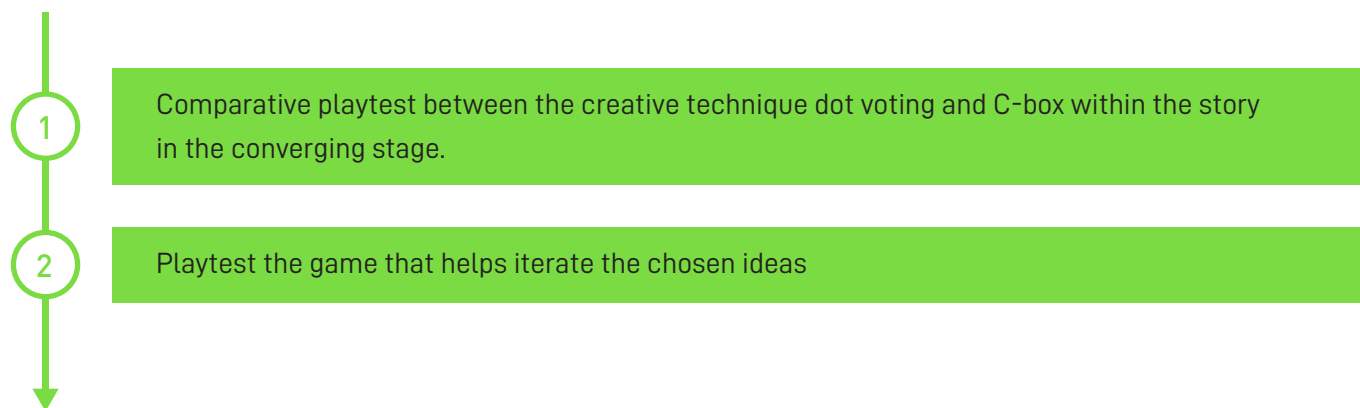 1
Comparative playtest between the creative technique dot voting and C-box within the story
in the converging stage.
2
Playtest the game that helps iterate the chosen ideas